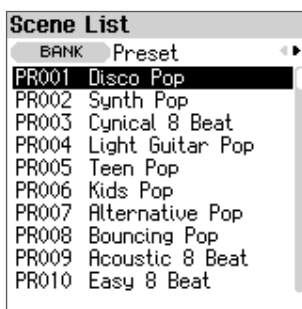 Scene List
BANK Preset
PR001 Disco Pop
PR002 Synth Pop
PR003 Cynical 8 Beat
PR004 Light Guitar Pop
PR005 Teen Pop
PR006 Kids Pop
PR007 Alternative Pop
PR008 Bouncing Pop
PR009 Acoustic 8 Beat
PR010 Easy 8 Beat